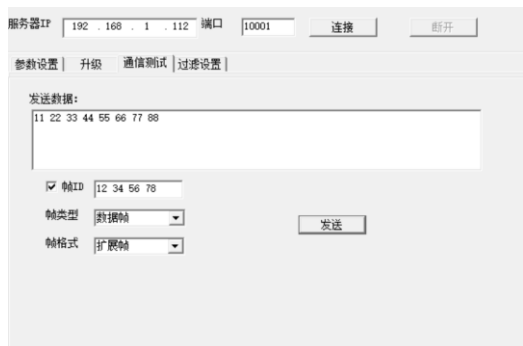 服务器IP 192 . 168 . 1 . 112 端口 10001 连接 断开
参数设置 升级 通信测试 过滤设置
发送数据:
11 22 33 44 55 66 77 88
帧ID 12 34 56 78
帧类型 数据帧
发送
帧格式 扩展帧